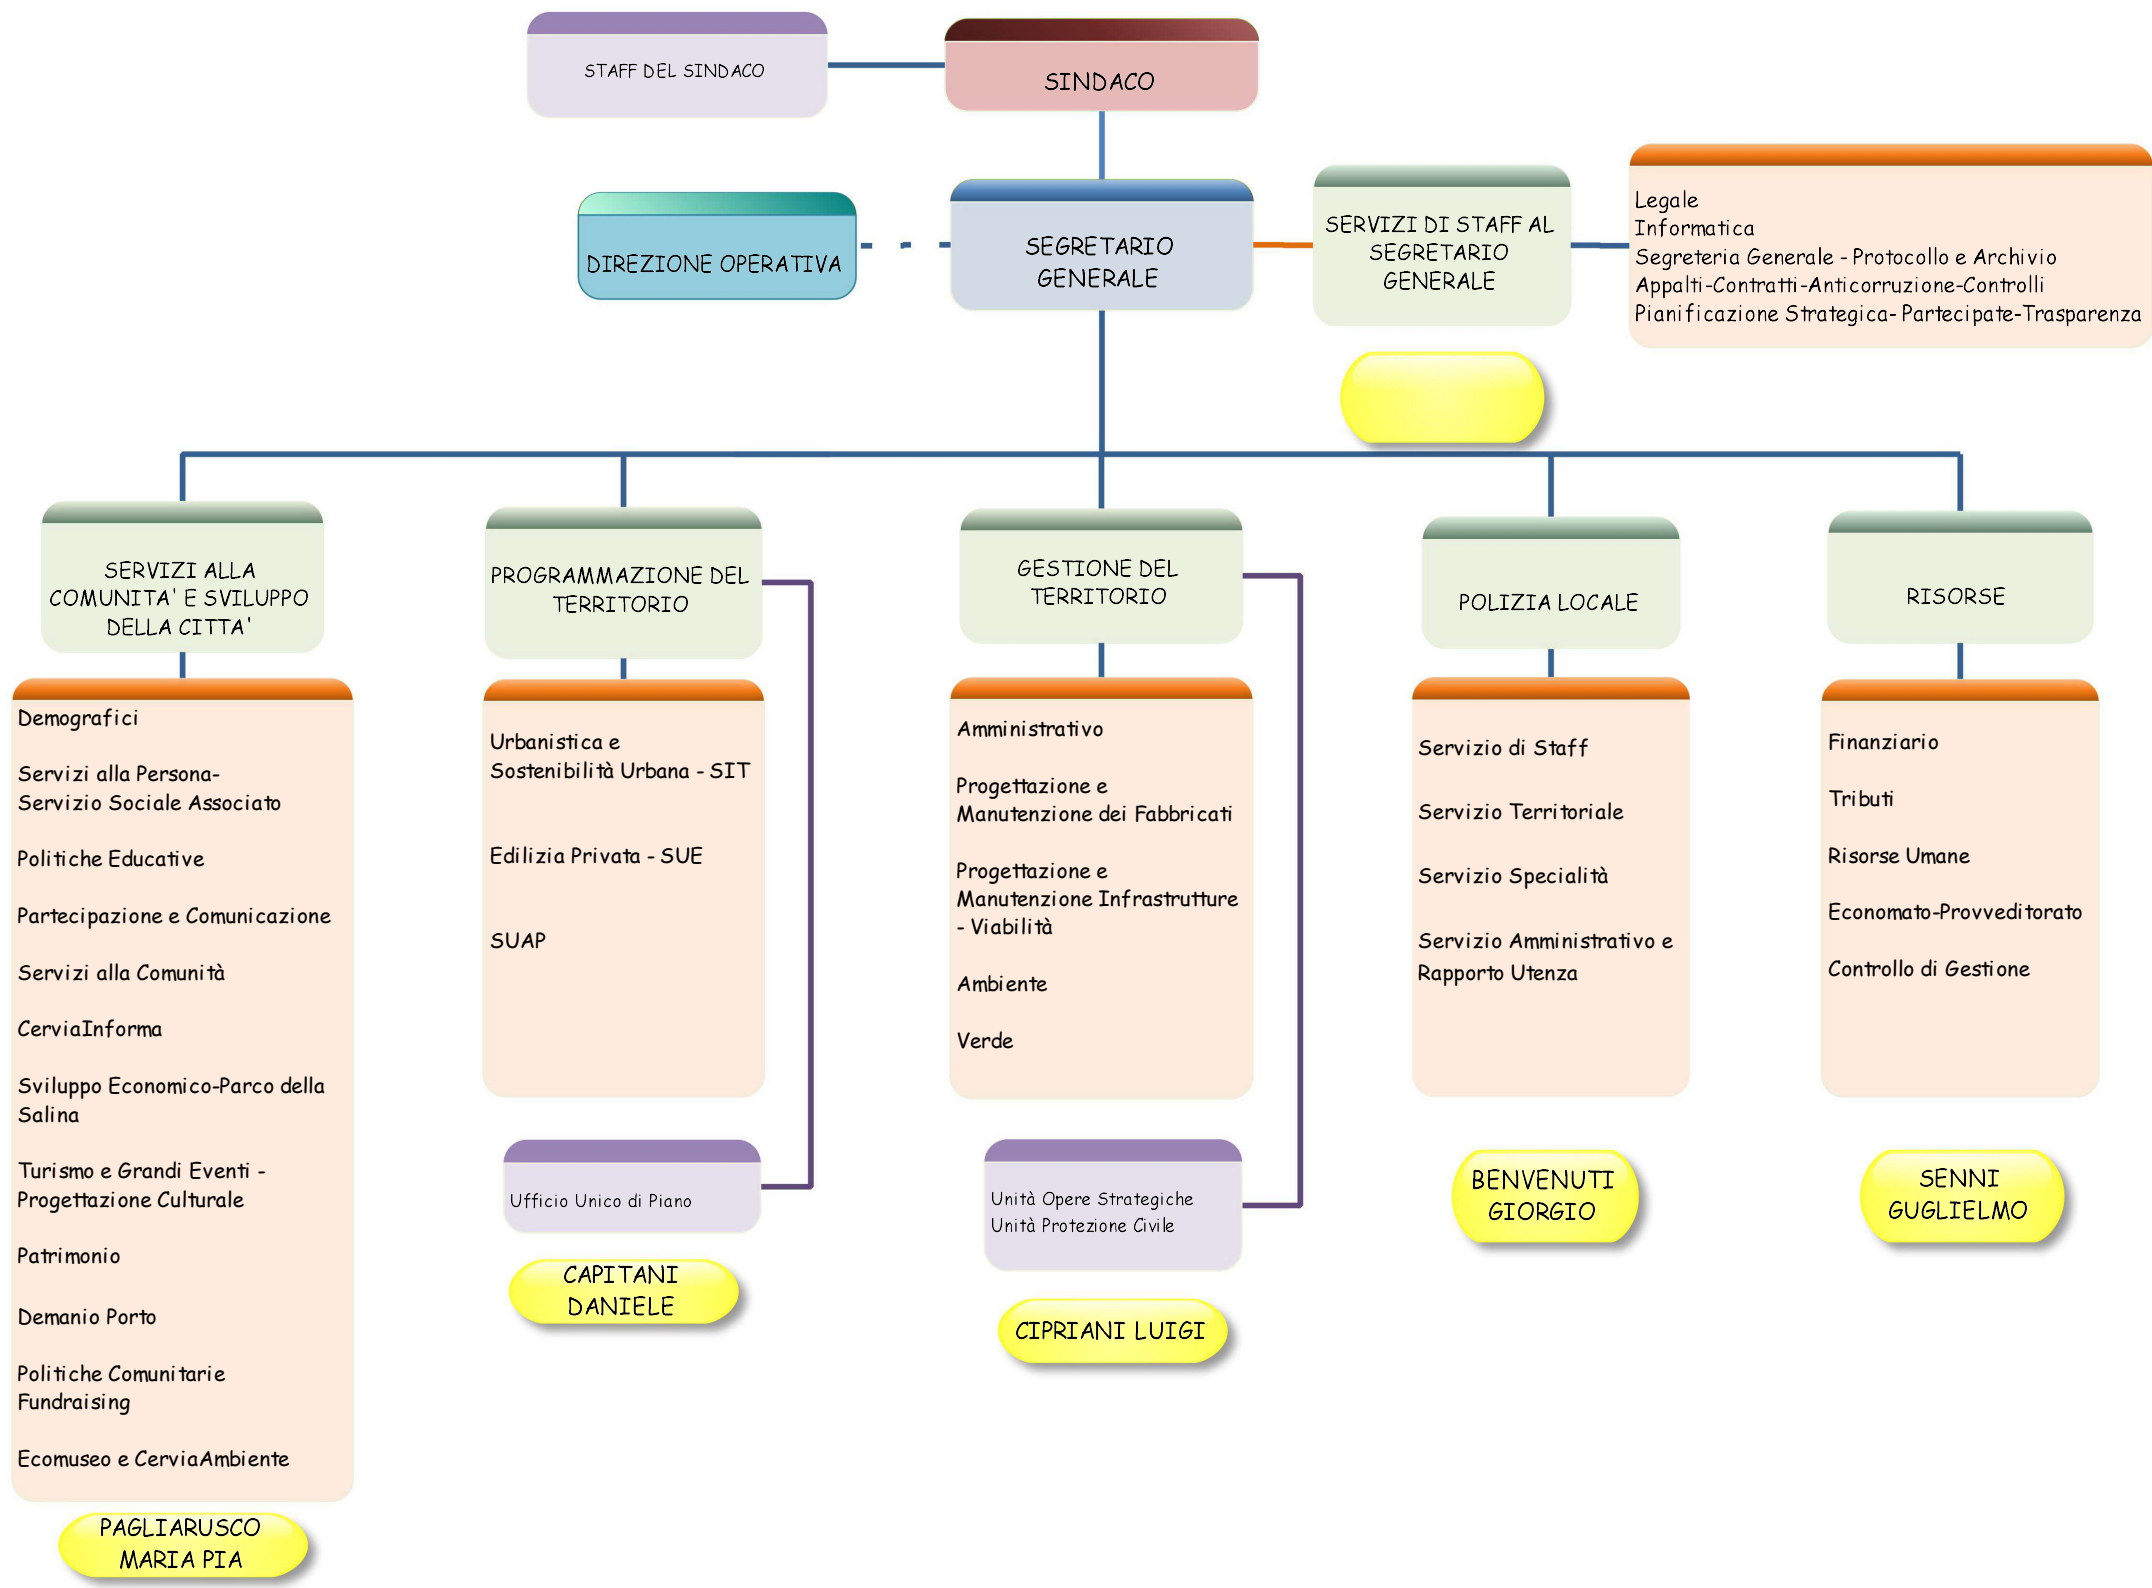 STAFF DEL SINDACO
SINDACO
DIREZIONE OPERATIVA
SEGRETARIO
GENERALE
SERVIZI DI STAFF AL
SEGRETARIO
GENERALE
Legale
Informatica
Segreteria Generale - Protocollo e Archivio
Appalti-Contratti-Anticorruzione-Controlli
Pianificazione Strategica- Partecipate-Trasparenza
SERVIZI ALLA
COMUNITA' E SVILUPPO
DELLA CITTA'
Demografici
Servizi alla Persona-
Servizio Sociale Associato
Politiche Educative
Partecipazione e Comunicazione
Servizi alla Comunità
CerviaInforma
Sviluppo Economico-Parco della
Salina
Turismo e Grandi Eventi -
Progettazione Culturale
Patrimonio
Demanio Porto
Politiche Comunitarie
Fundraising
Ecomuseo e CerviaAmbiente
PAGLIARUSCO
MARIA PIA
PROGRAMMAZIONE DEL
TERRITORIO
Urbanistica e
Sostenibilità Urbana - SIT
Edilizia Privata - SUE
SUAP
Ufficio Unico di Piano
CAPITANI
DANIELE
GESTIONE DEL
TERRITORIO
Amministrativo
Progettazione e
Manutenzione dei Fabbricati
Progettazione e
Manutenzione Infrastrutture
- Viabilità
Ambiente
Verde
Unità Opere Strategiche
Unità Protezione Civile
CIPRIANI LUIGI
POLIZIA LOCALE
Servizio di Staff
Servizio Territoriale
Servizio Specialità
Servizio Amministrativo e
Rapporto Utenza
BENVENUTI
GIORGIO
RISORSE
Finanziario
Tributi
Risorse Umane
Economato-Provveditorato
Controllo di Gestione
SENNI
GUGLIELMO